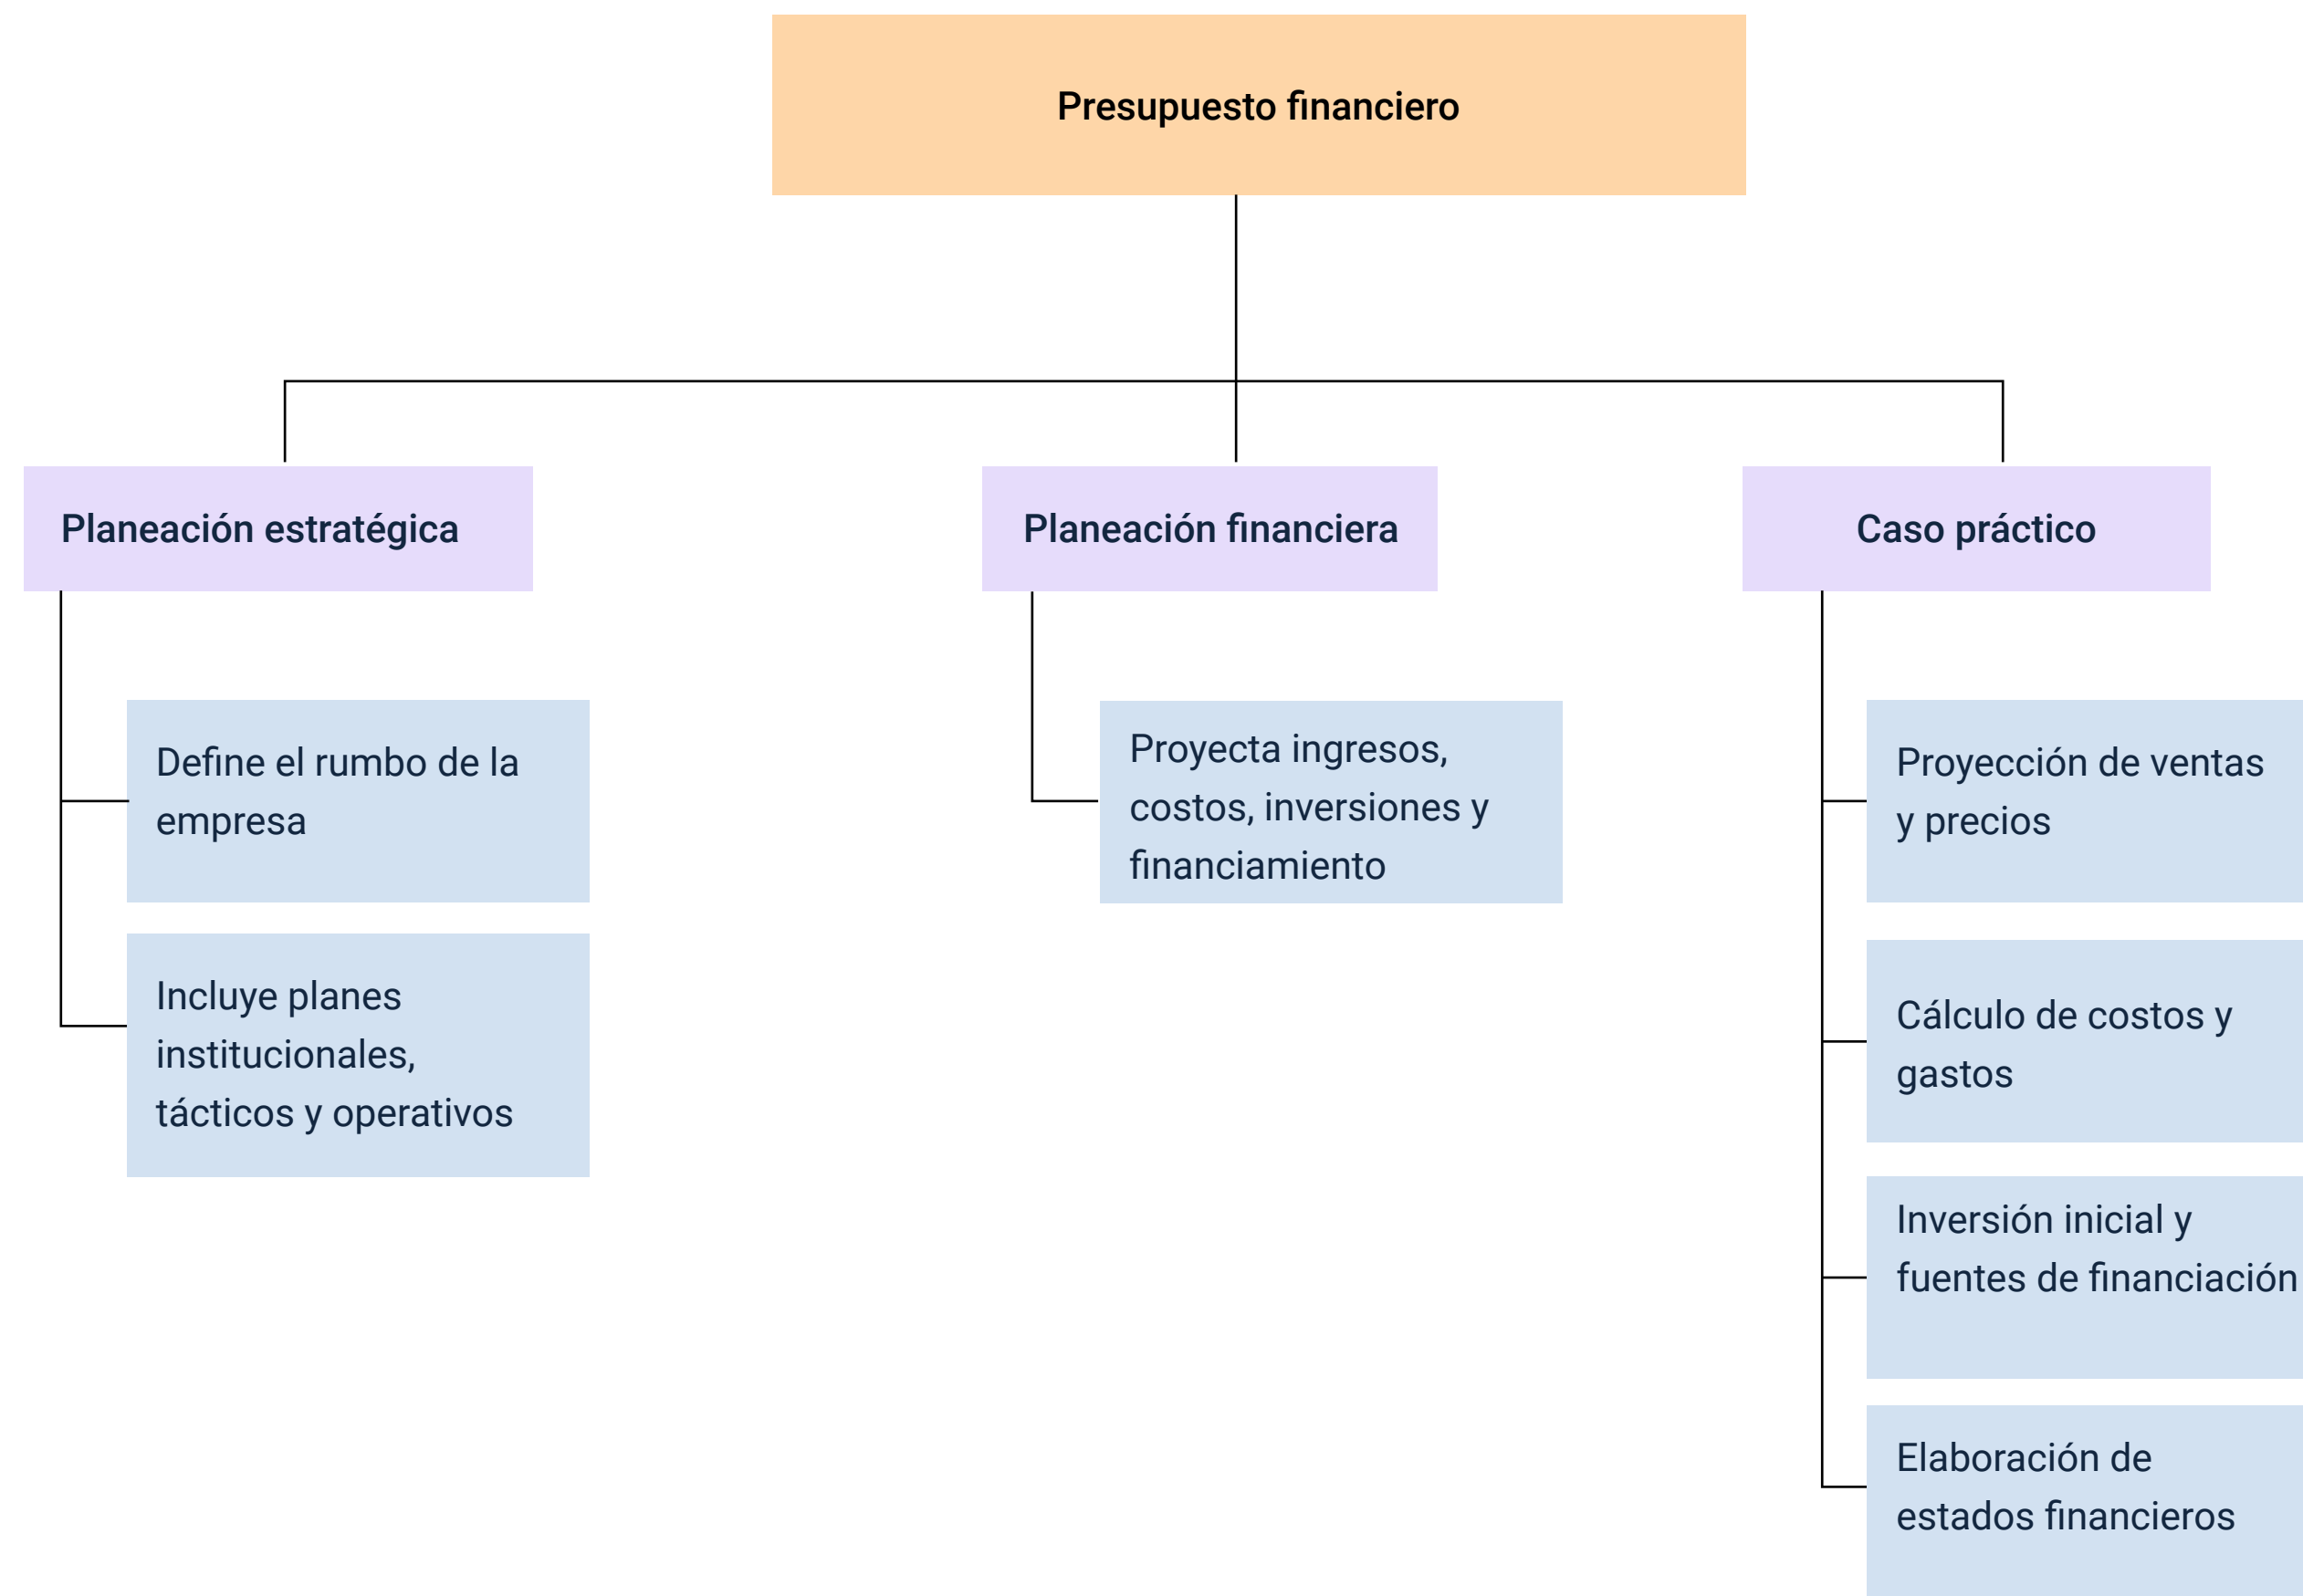 Presupuesto financiero
Planeación estratégica
Define el rumbo de la
empresa
Incluye planes
institucionales,
tácticos y operativos
Planeación financiera
Proyecta ingresos,
costos, inversiones y
financiamiento
Caso práctico
Proyección de ventas
y precios
Cálculo de costos y
gastos
Inversión inicial y
fuentes de financiación
Elaboración de
estados financieros